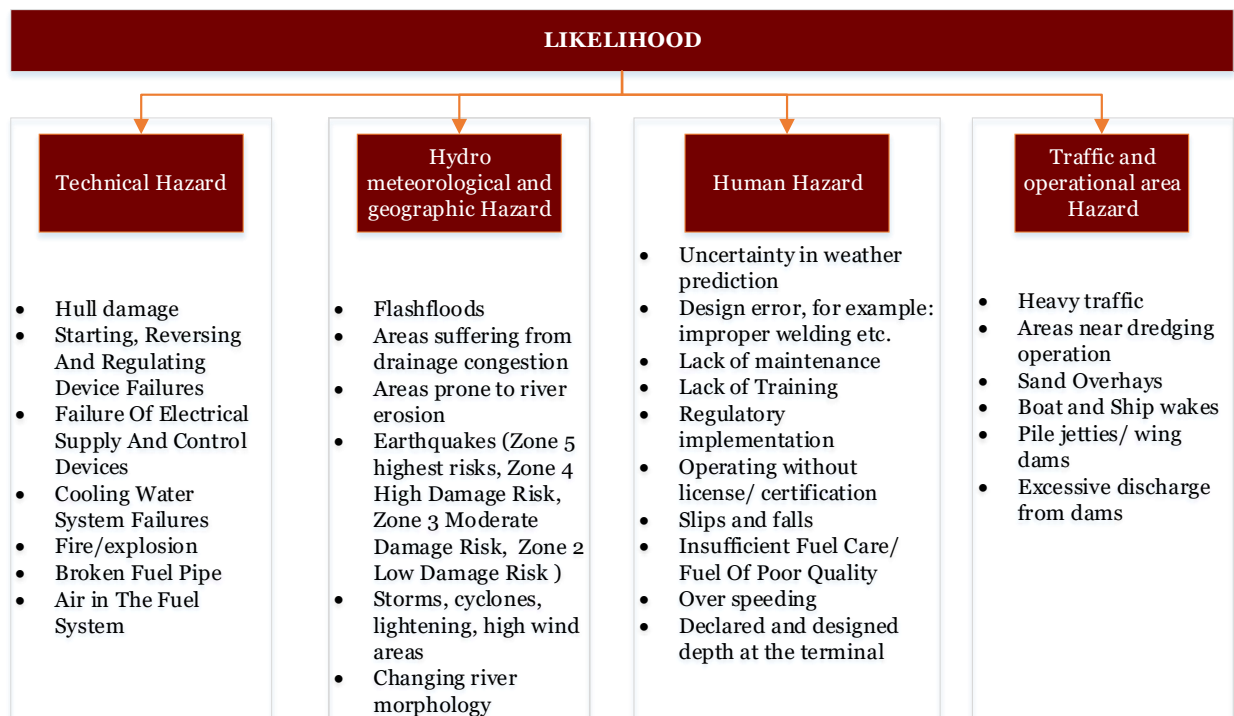 LIKELIHOOD
Technical Hazard
• Hull damage
• Starting, Reversing
And Regulating
Device Failures
• Failure Of Electrical
Supply And Control
Devices
• Cooling Water
System Failures
• Fire/explosion
• Broken Fuel Pipe
• Air in The Fuel
System
Hydro
meteorological and
geographic Hazard
• Flashfloods
• Areas suffering from
drainage congestion
• Areas prone to river
erosion
• Earthquakes (Zone 5
highest risks, Zone 4
High Damage Risk,
Zone 3 Moderate
Damage Risk, Zone 2
Low Damage Risk )
• Storms, cyclones,
lightening, high wind
areas
• Changing river
morphology
Human Hazard
• Uncertainty in weather
prediction
• Design error, for example:
improper welding etc.
• Lack of maintenance
• Lack of Training
• Regulatory
implementation
• Operating without
license/ certification
• Slips and falls
• Insufficient Fuel Care/
Fuel Of Poor Quality
• Over speeding
• Declared and designed
depth at the terminal
Traffic and
operational area
Hazard
• Heavy traffic
• Areas near dredging
operation
• Sand Overhays
• Boat and Ship wakes
• Pile jetties/ wing
dams
• Excessive discharge
from dams